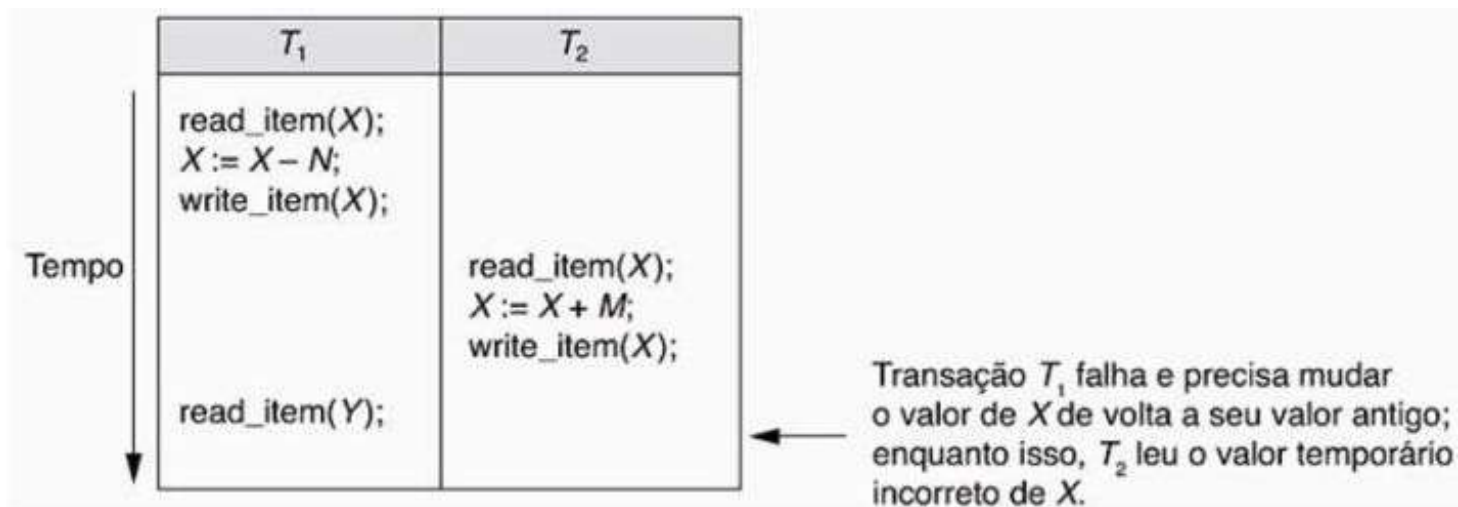 T₁ T₂
read_item(X);
X := X – N;
write_item(X);
Tempo
read_item(X);
X := X + M;
write_item(X);
read_item(Y);
Transação T₁ falha e precisa mudar
o valor de X de volta a seu valor antigo;
enquanto isso, T₂ leu o valor temporário
incorreto de X.